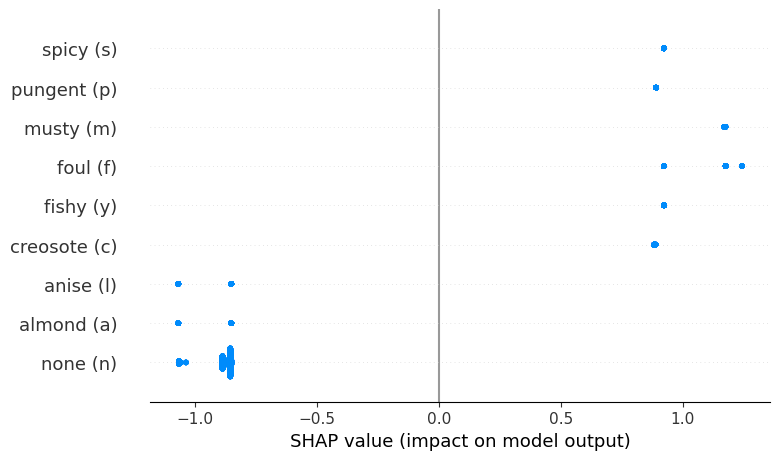 spicy (s)
pungent (p)
musty (m)
foul (f)
fishy (y)
creosote (c)
anise (l)
almond (a)
none (n)
−1.0 −0.5 0.0 0.5 1.0
SHAP value (impact on model output)